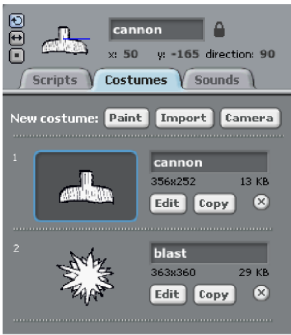 cannon
x: 50 y: -165 direction: 90
Scripts Costumes Sounds
New costume: Paint Import Camera
1
cannon
356x252 13 KB
Edit Copy
2
blast
363x360 29 KB
Edit Copy